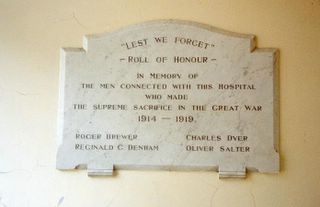 "LEST WE FORGET"
- ROLL OF HONOUR -
IN MEMORY OF
THE MEN CONNECTED WITH THIS HOSPITAL
WHO MADE
THE SUPREME SACRIFICE IN THE GREAT WAR
1914 — 1919.
ROGER BREWER CHARLES DYER
REGINALD C DENHAM OLIVER SALTER